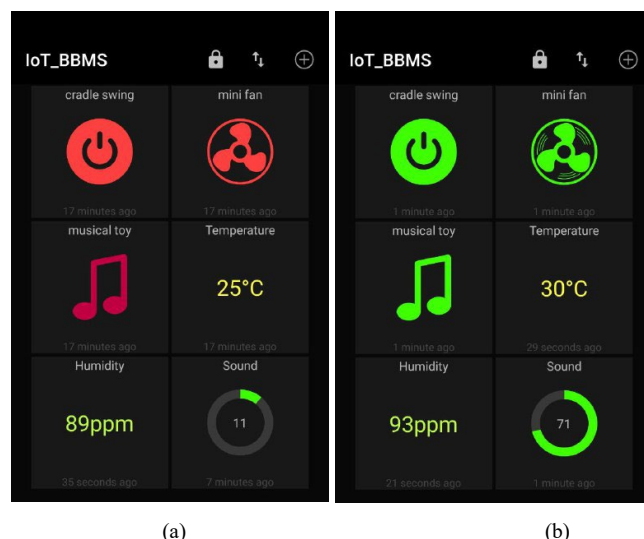 IoT_BBMS
cradle swing
mini fan
17 minutes ago
17 minutes ago
musical toy
Temperature
25°C
17 minutes ago
17 minutes ago
Humidity
Sound
89ppm
11
35 seconds ago
7 minutes ago
(a)
IoT_BBMS
cradle swing
mini fan
1 minute ago
1 minute ago
musical toy
Temperature
30°C
1 minute ago
29 seconds ago
Humidity
Sound
93ppm
71
21 seconds ago
1 minute ago
(b)